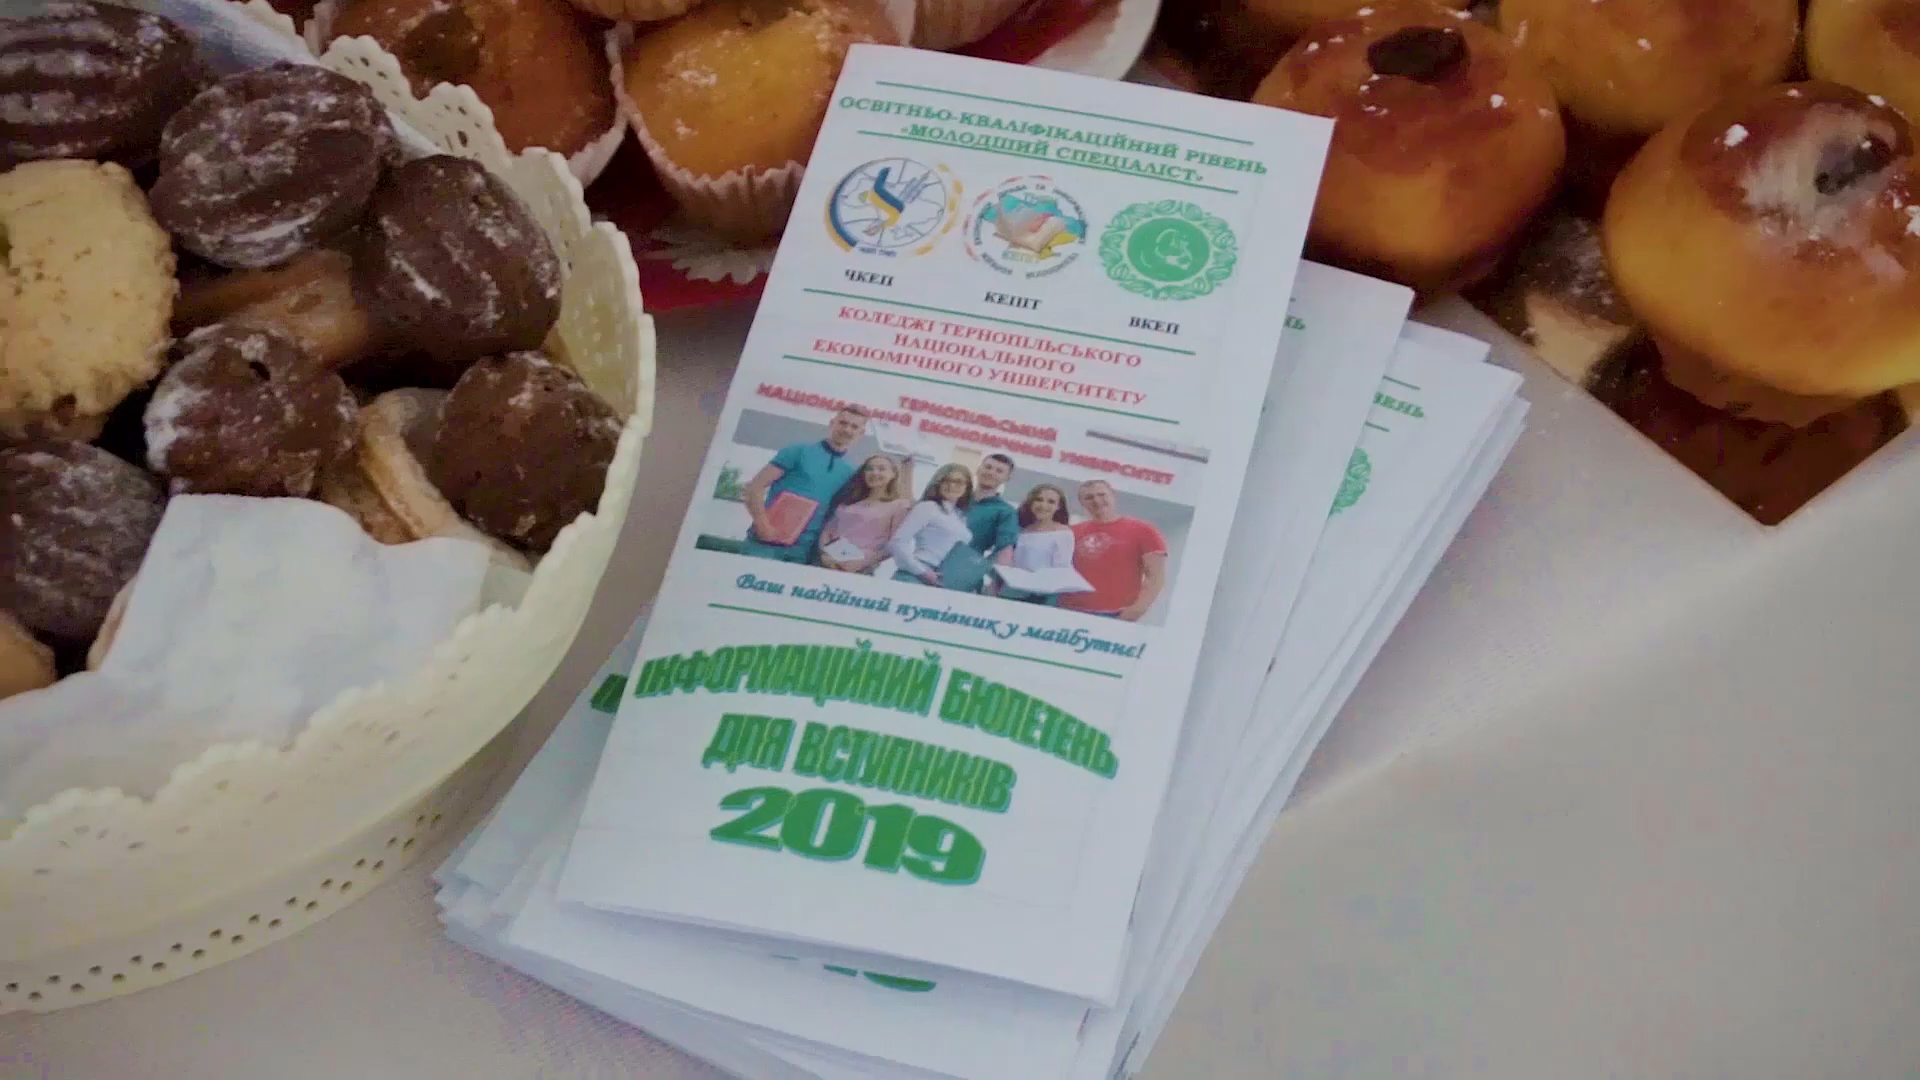 ОСВІТНЬО-КВАЛІФІКАЦІЙНИЙ РІВЕНЬ
«МОЛОДШИЙ СПЕЦІАЛІСТ»
ЧКЕП
КЕПІТ
ВКЕП
КОЛЕДЖІ ТЕРНОПІЛЬСЬКОГО
НАЦІОНАЛЬНОГО
ЕКОНОМІЧНОГО УНІВЕРСИТЕТУ
ТЕРНОПІЛЬСЬКИЙ
НАЦІОНАЛЬНИЙ ЕКОНОМІЧНИЙ УНІВЕРСИТЕТ
Ваш надійний путівник у майбутнє!
ІНФОРМАЦІЙНИЙ БЮЛЕТЕНЬ
ДЛЯ ВСТУПНИКІВ
2019